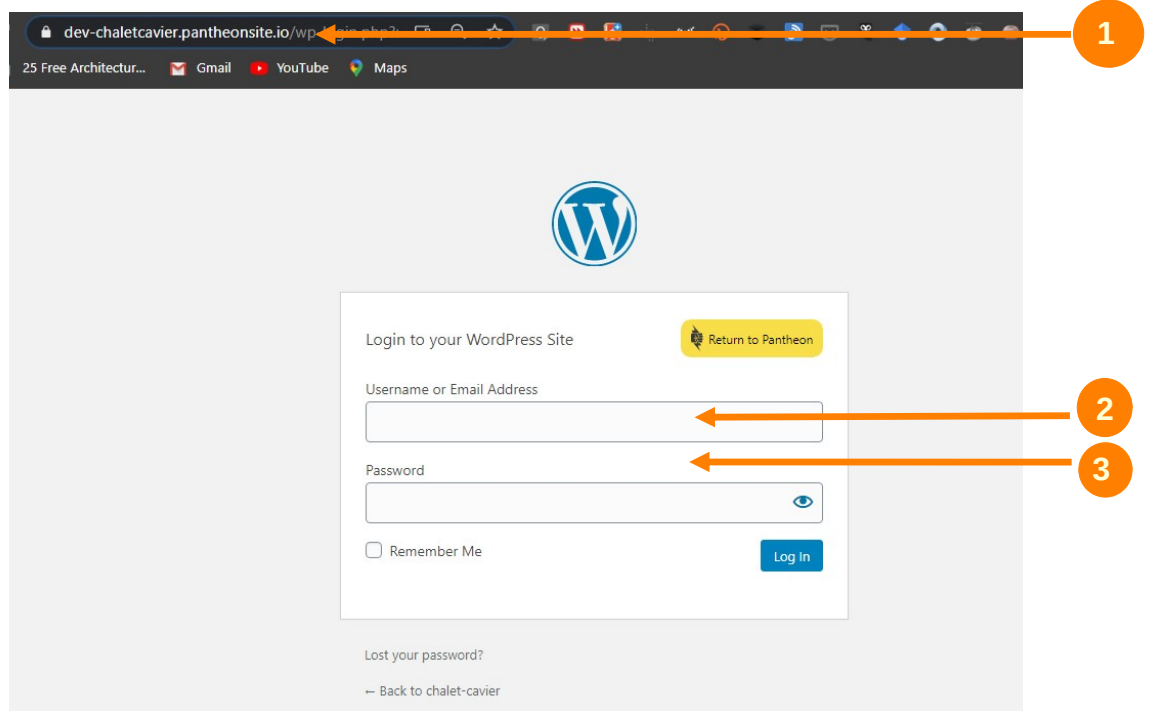 dev-chaletcavier.pantheonsite.io/wp-login.php?
1
25 Free Architectur... Gmail YouTube Maps
Login to your WordPress Site
Return to Pantheon
Username or Email Address
2
Password
3
Remember Me
Log In
Lost your password?
← Back to chalet-cavier